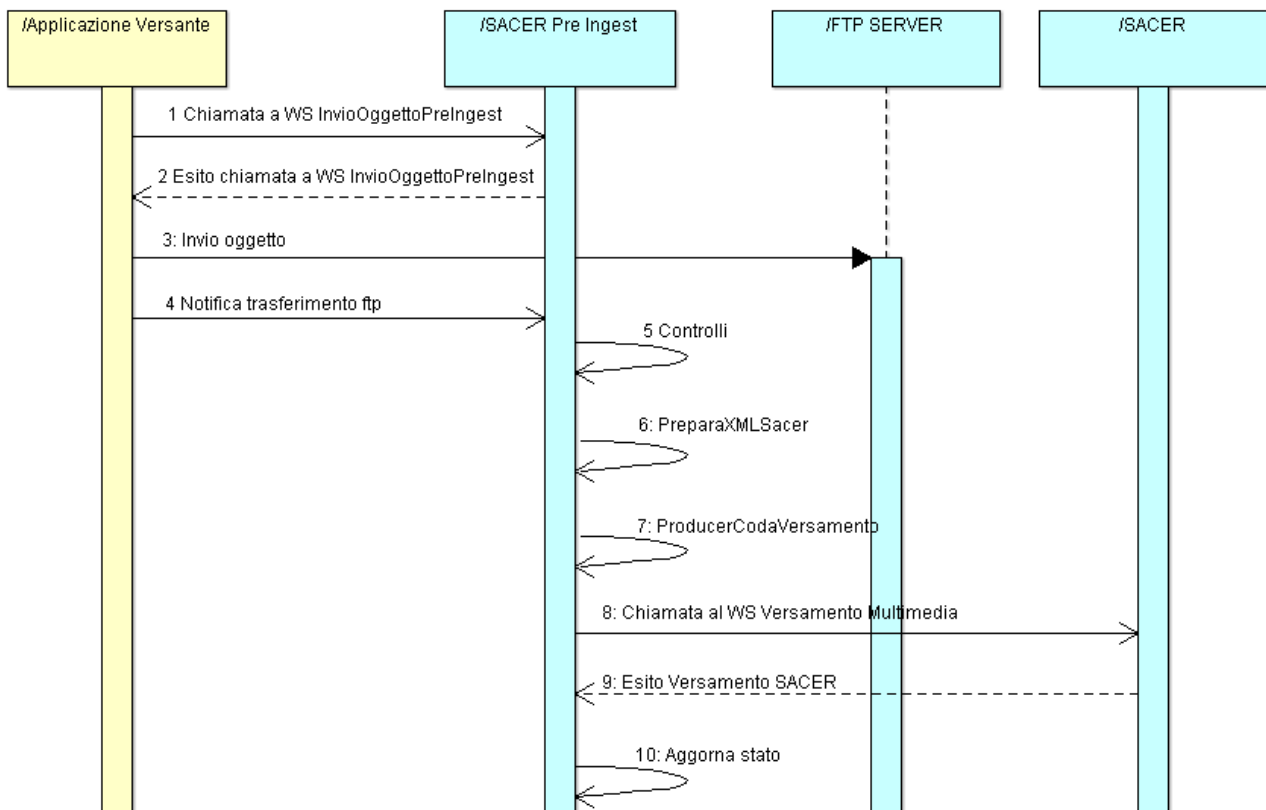 /Applicazione Versante
/SACER Pre Ingest
/FTP SERVER
/SACER
1 Chiamata a WS InvioOggettoPreIngest
2 Esito chiamata a WS InvioOggettoPreIngest
3: Invio oggetto
4 Notifica trasferimento ftp
5 Controlli
6: PreparaXMLSacer
7: ProducerCodaVersamento
8: Chiamata al WS Versamento Multimedia
9: Esito Versamento SACER
10: Aggorna stato